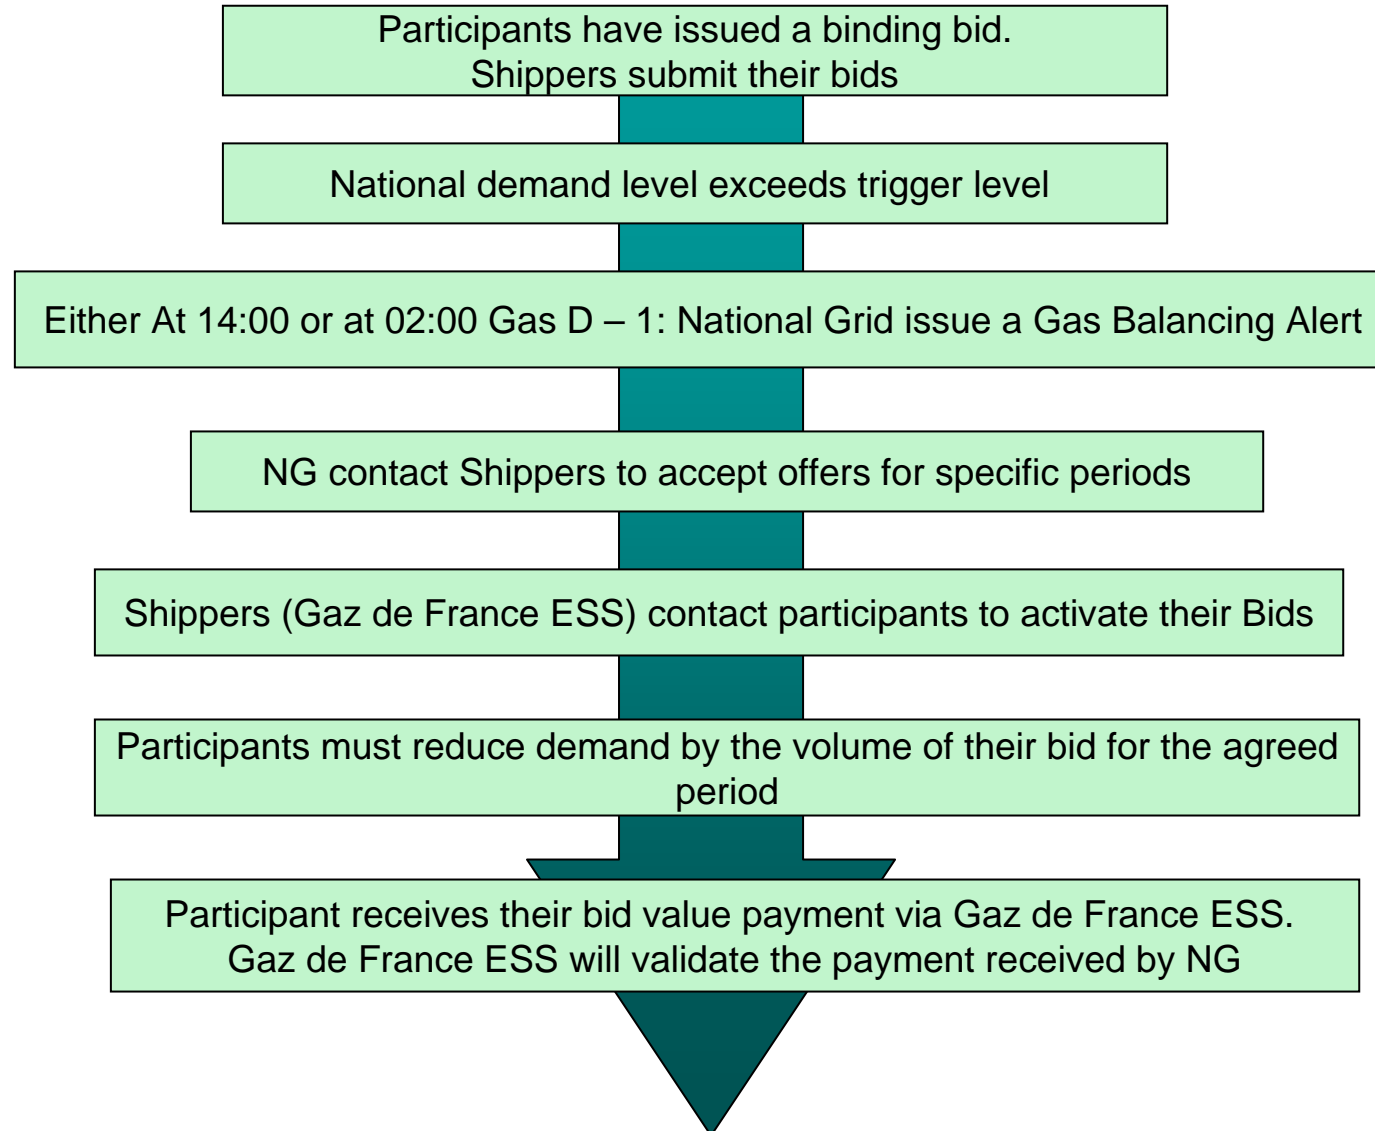 Participants have issued a binding bid.
Shippers submit their bids
National demand level exceeds trigger level
Either At 14:00 or at 02:00 Gas D – 1: National Grid issue a Gas Balancing Alert
NG contact Shippers to accept offers for specific periods
Shippers (Gaz de France ESS) contact participants to activate their Bids
Participants must reduce demand by the volume of their bid for the agreed
period
Participant receives their bid value payment via Gaz de France ESS.
Gaz de France ESS will validate the payment received by NG